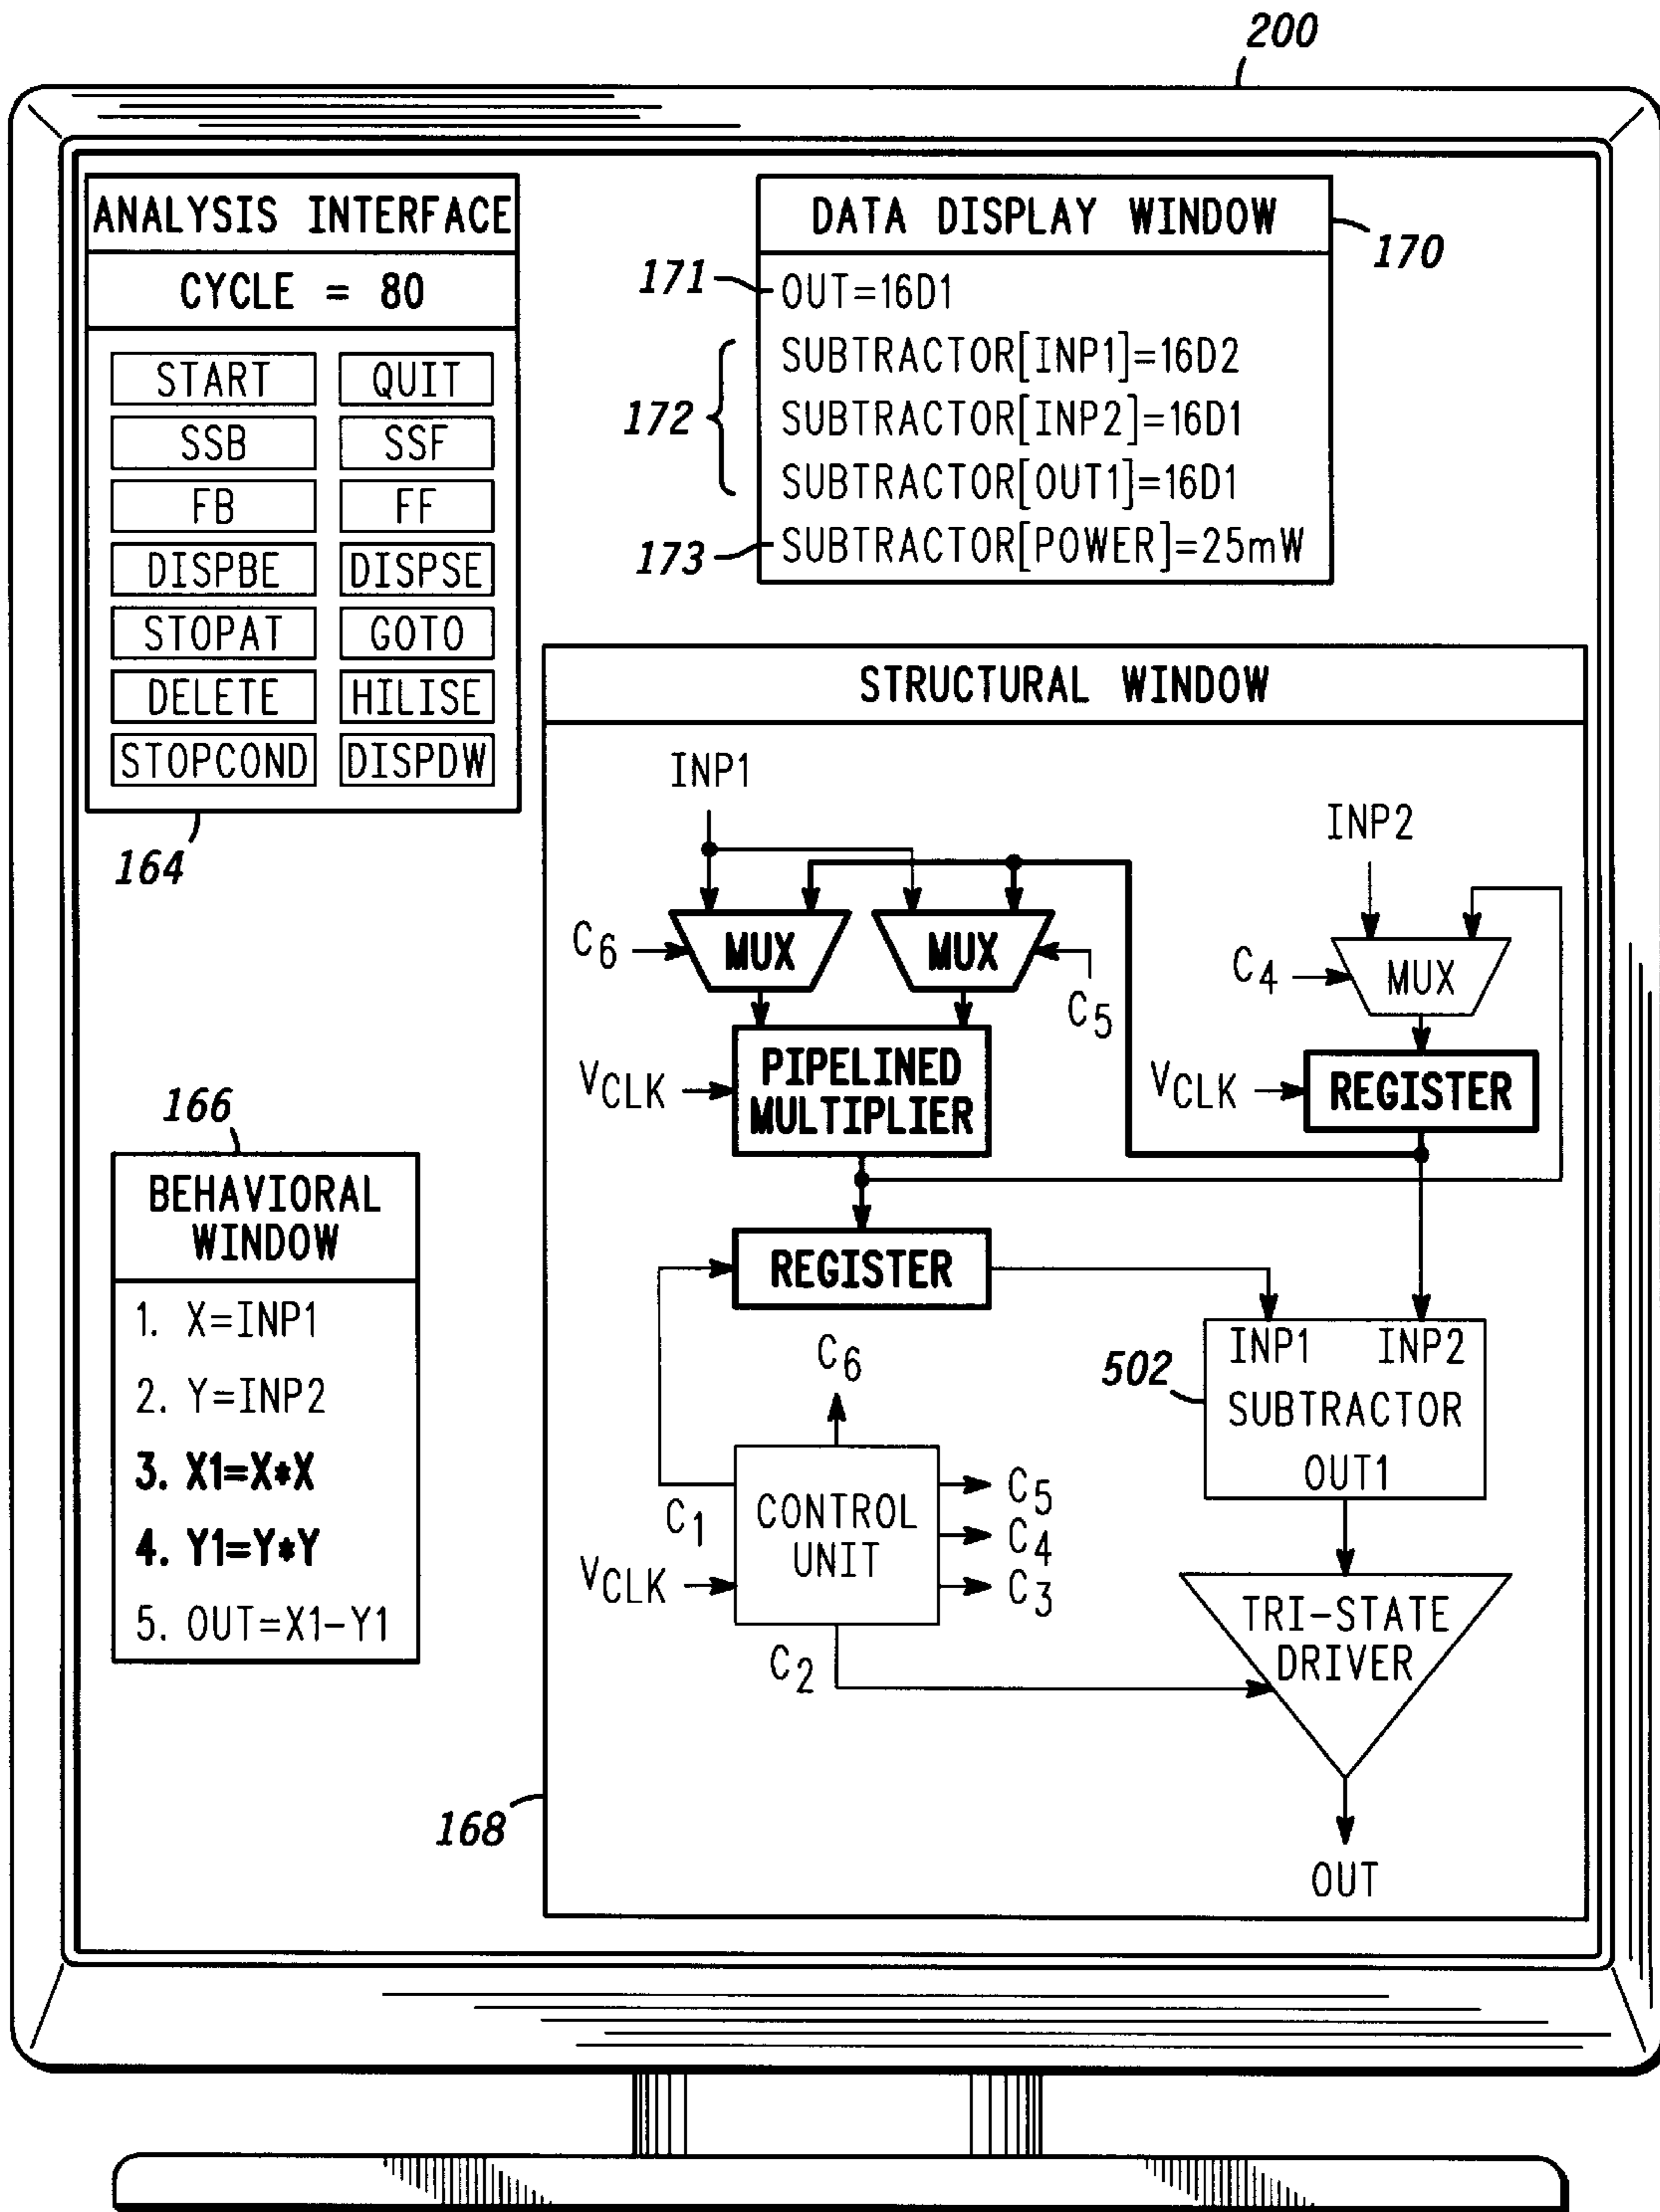 200
ANALYSIS INTERFACE
CYCLE = 80
START QUIT
SSB SSF
FB FF
DISPBE DISPSE
STOPAT GOTO
DELETE HILISE
STOPCOND DISPDW
164
DATA DISPLAY WINDOW
170
171
OUT=16D1
172
SUBTRACTOR[INP1]=16D2
SUBTRACTOR[INP2]=16D1
SUBTRACTOR[OUT1]=16D1
173
SUBTRACTOR[POWER]=25mW
166
BEHAVIORAL
WINDOW
1. X=INP1
2. Y=INP2
3. X1=X*X
4. Y1=Y*Y
5. OUT=X1-Y1
STRUCTURAL WINDOW
INP1
INP2
C6
MUX
MUX
C5
C4
MUX
VCLK
PIPELINED
MULTIPLIER
VCLK
REGISTER
REGISTER
C6
502
INP1 INP2
SUBTRACTOR
OUT1
C1
CONTROL
UNIT
C5
C4
C3
VCLK
C2
TRI-STATE
DRIVER
168
OUT